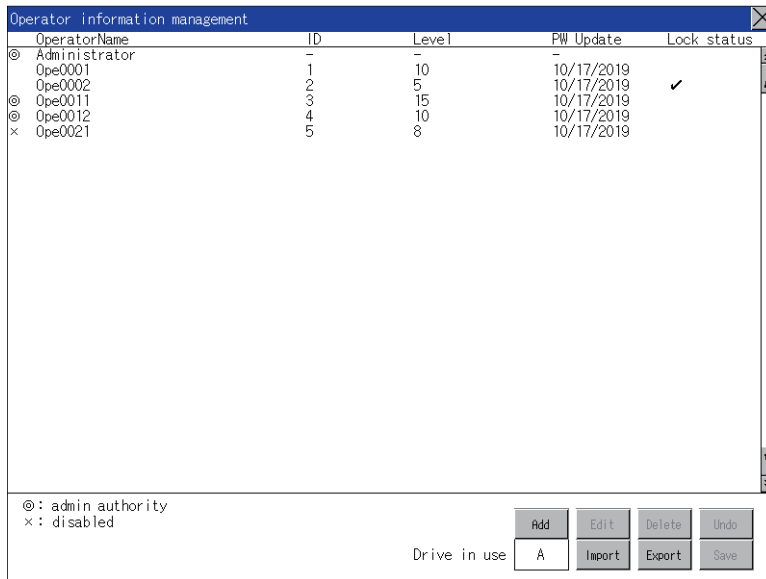 Operator information management
OperatorName ID Level PW Update Lock status
◎ Administrator – – –
Ope0001 1 10 10/17/2019
Ope0002 2 5 10/17/2019 ✔
◎ Ope0011 3 15 10/17/2019
◎ Ope0012 4 10 10/17/2019
× Ope0021 5 8 10/17/2019
◎: admin authority
×: disabled
Add Edit Delete Undo
Drive in use A Import Export Save